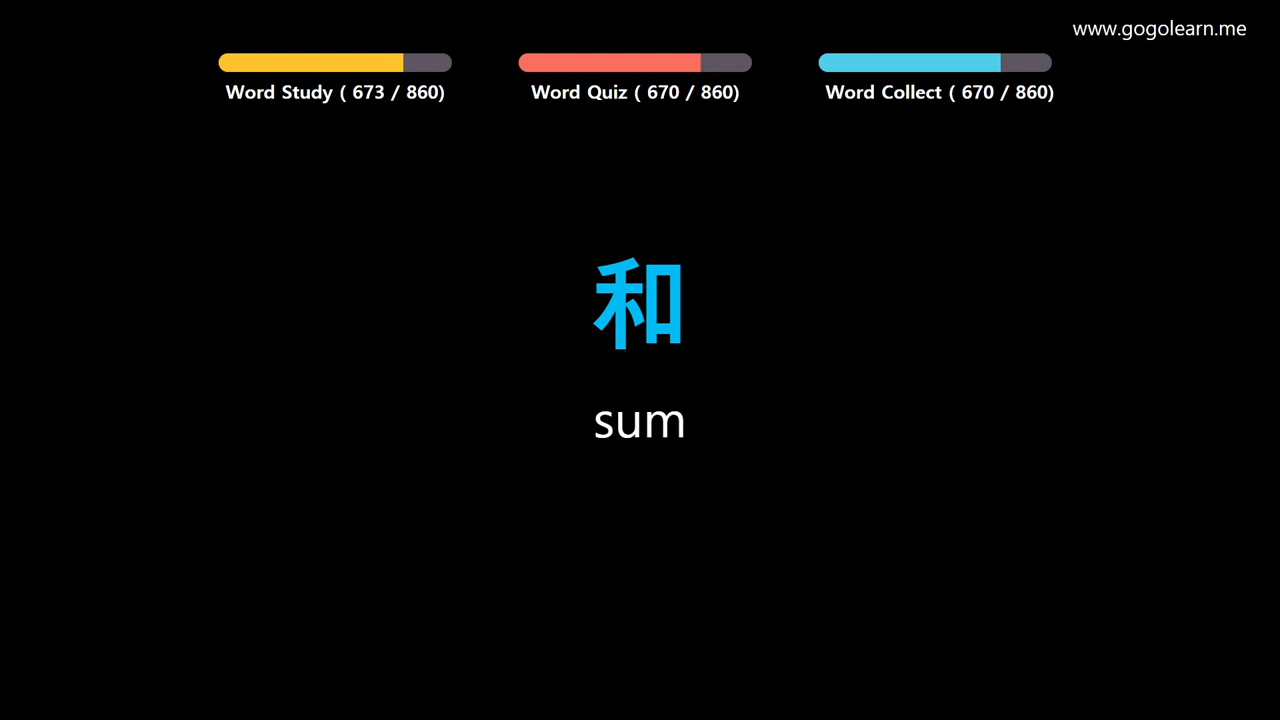 www.gogolearn.me
Word Study ( 673 / 860)
Word Quiz ( 670 / 860)
Word Collect ( 670 / 860)
和
sum